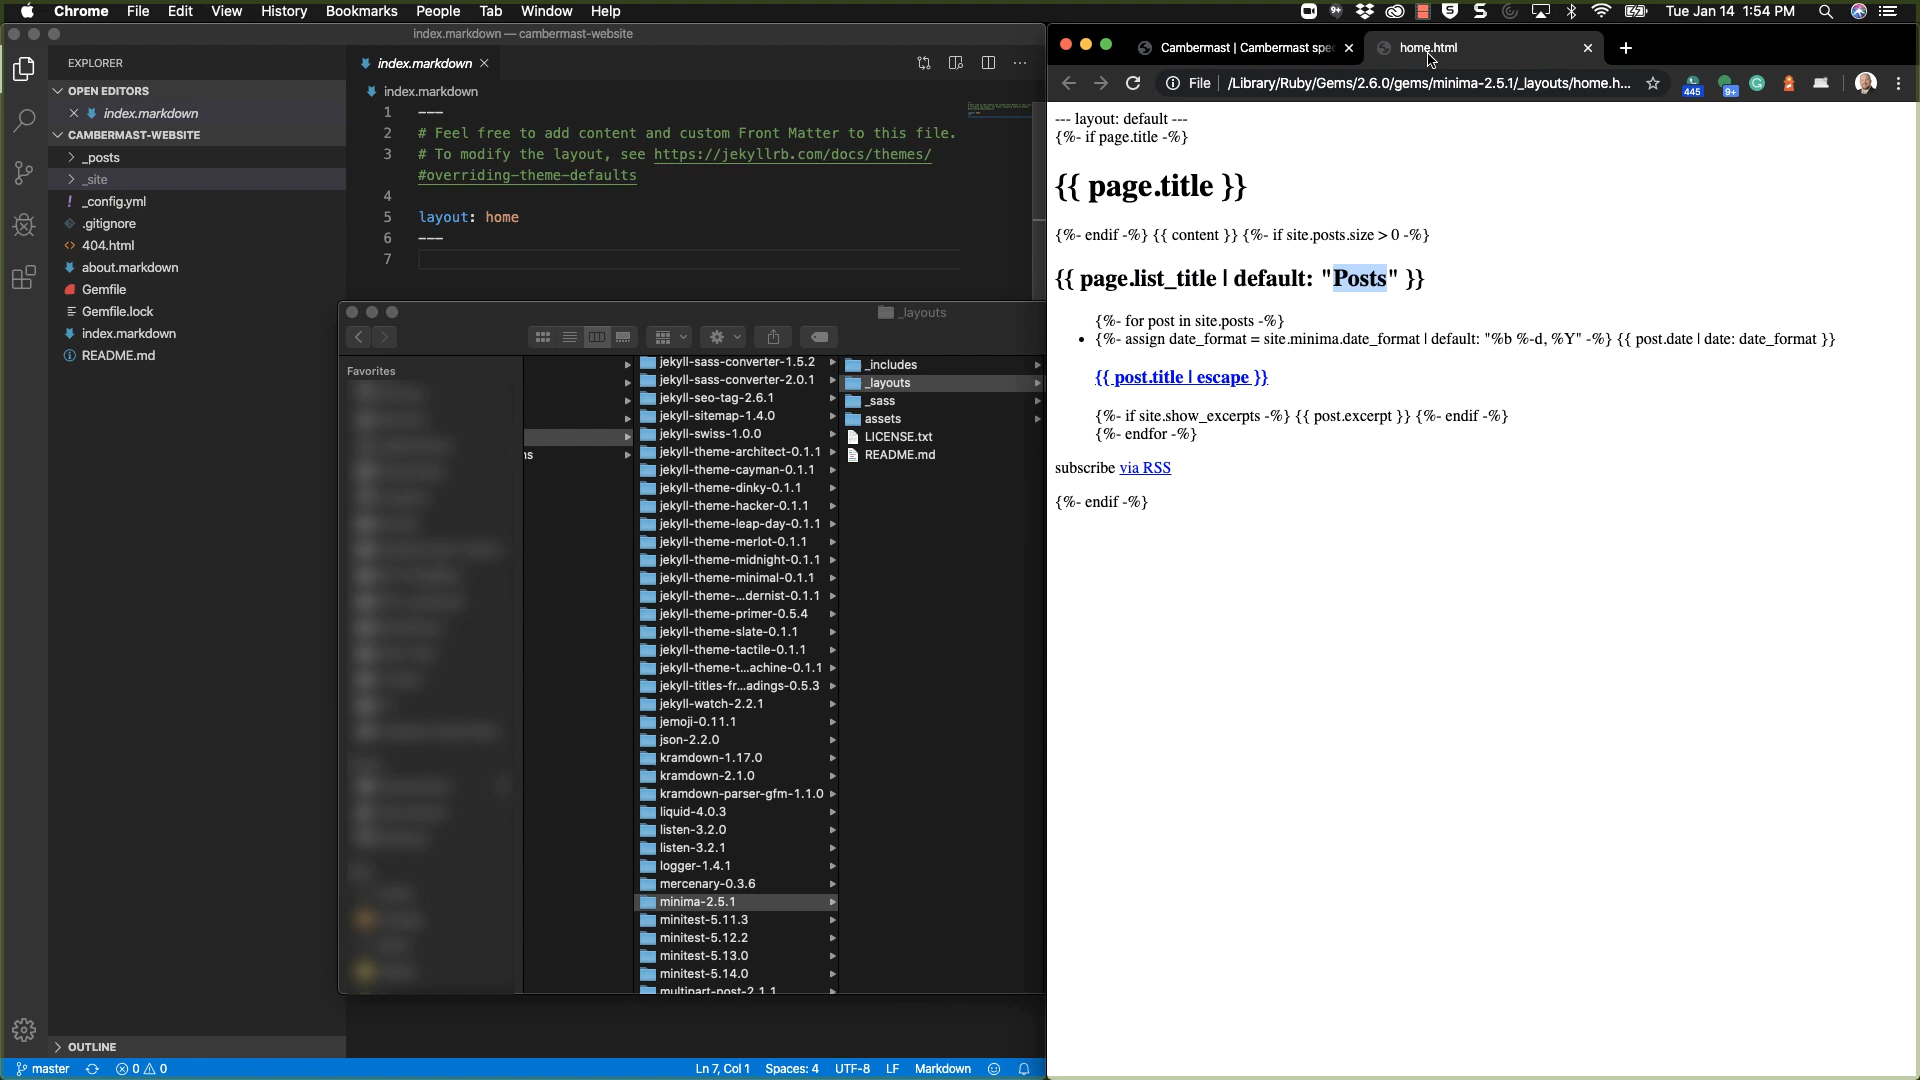 Chrome File Edit View History Bookmarks People Tab Window Help
9+
Tue Jan 14 1:54 PM
index.markdown — cambermast-website
EXPLORER
OPEN EDITORS
index.markdown
CAMBERMAST-WEBSITE
_posts
_site
_config.yml
.gitignore
404.html
about.markdown
Gemfile
Gemfile.lock
index.markdown
README.md
OUTLINE
index.markdown
index.markdown
1 ---
2 # Feel free to add content and custom Front Matter to this file.
3 # To modify the layout, see https://jekyllrb.com/docs/themes/
#overriding-theme-defaults
4
5 layout: home
6 ---
7
_layouts
Favorites
ns
jekyll-sass-converter-1.5.2
jekyll-sass-converter-2.0.1
jekyll-seo-tag-2.6.1
jekyll-sitemap-1.4.0
jekyll-swiss-1.0.0
jekyll-theme-architect-0.1.1
jekyll-theme-cayman-0.1.1
jekyll-theme-dinky-0.1.1
jekyll-theme-hacker-0.1.1
jekyll-theme-leap-day-0.1.1
jekyll-theme-merlot-0.1.1
jekyll-theme-midnight-0.1.1
jekyll-theme-minimal-0.1.1
jekyll-theme-...dernist-0.1.1
jekyll-theme-primer-0.5.4
jekyll-theme-slate-0.1.1
jekyll-theme-tactile-0.1.1
jekyll-theme-t...achine-0.1.1
jekyll-titles-fr...adings-0.5.3
jekyll-watch-2.2.1
jemoji-0.11.1
json-2.2.0
kramdown-1.17.0
kramdown-2.1.0
kramdown-parser-gfm-1.1.0
liquid-4.0.3
listen-3.2.0
listen-3.2.1
logger-1.4.1
mercenary-0.3.6
minima-2.5.1
minitest-5.11.3
minitest-5.12.2
minitest-5.13.0
minitest-5.14.0
multipart-post-2.1.1
_includes
_layouts
_sass
assets
LICENSE.txt
README.md
master
0 0
Ln 7, Col 1 Spaces: 4 UTF-8 LF Markdown
Cambermast | Cambermast spe
home.html
File | /Library/Ruby/Gems/2.6.0/gems/minima-2.5.1/_layouts/home.h...
445
9+
--- layout: default ---
{%- if page.title -%}
{{ page.title }}
{%- endif -%} {{ content }} {%- if site.posts.size > 0 -%}
{{ page.list_title | default: "Posts" }}
{%- for post in site.posts -%}
• {%- assign date_format = site.minima.date_format | default: "%b %-d, %Y" -%} {{ post.date | date: date_format }}
{{ post.title | escape }}
{%- if site.show_excerpts -%} {{ post.excerpt }} {%- endif -%}
{%- endfor -%}
subscribe via RSS
{%- endif -%}